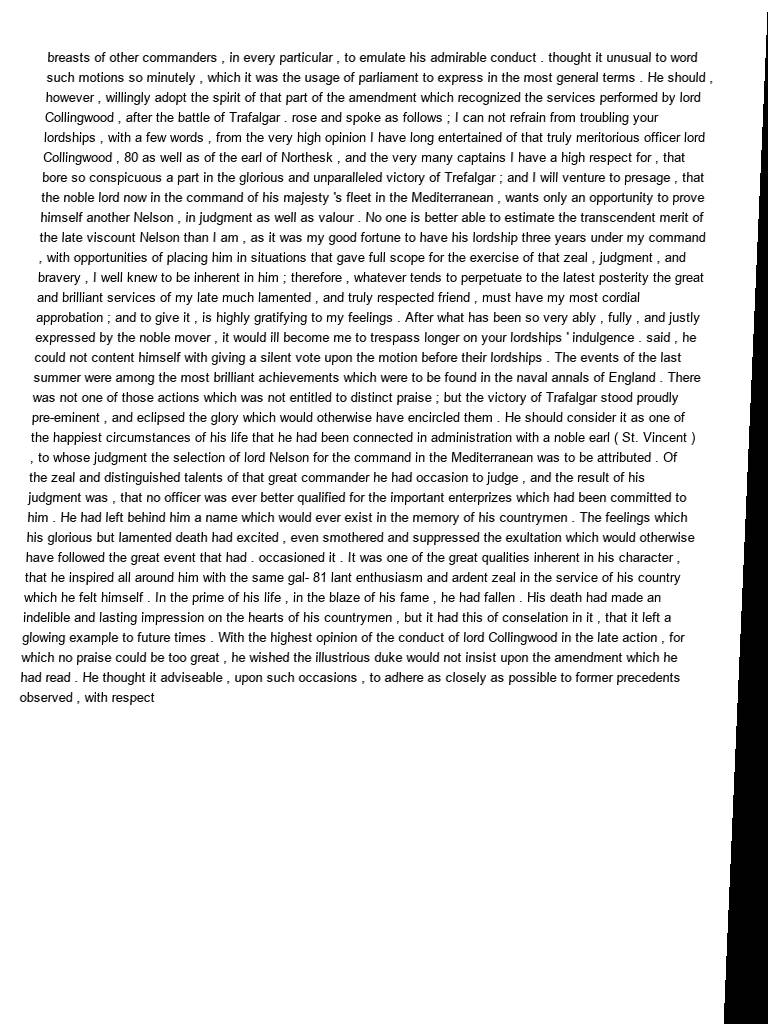 breasts of other commanders , in every particular , to emulate his admirable conduct . thought it unusual to word
such motions so minutely , which it was the usage of parliament to express in the most general terms . He should ,
however , willingly adopt the spirit of that part of the amendment which recognized the services performed by lord
Collingwood , after the battle of Trafalgar . rose and spoke as follows ; I can not refrain from troubling your
lordships , with a few words , from the very high opinion I have long entertained of that truly meritorious officer lord
Collingwood , 80 as well as of the earl of Northesk , and the very many captains I have a high respect for , that
bore so conspicuous a part in the glorious and unparalleled victory of Trefalgar ; and I will venture to presage , that
the noble lord now in the command of his majesty 's fleet in the Mediterranean , wants only an opportunity to prove
himself another Nelson , in judgment as well as valour . No one is better able to estimate the transcendent merit of
the late viscount Nelson than I am , as it was my good fortune to have his lordship three years under my command
, with opportunities of placing him in situations that gave full scope for the exercise of that zeal , judgment , and
bravery , I well knew to be inherent in him ; therefore , whatever tends to perpetuate to the latest posterity the great
and brilliant services of my late much lamented , and truly respected friend , must have my most cordial
approbation ; and to give it , is highly gratifying to my feelings . After what has been so very ably , fully , and justly
expressed by the noble mover , it would ill become me to trespass longer on your lordships ' indulgence . said , he
could not content himself with giving a silent vote upon the motion before their lordships . The events of the last
summer were among the most brilliant achievements which were to be found in the naval annals of England . There
was not one of those actions which was not entitled to distinct praise ; but the victory of Trafalgar stood proudly
pre-eminent , and eclipsed the glory which would otherwise have encircled them . He should consider it as one of
the happiest circumstances of his life that he had been connected in administration with a noble earl ( St. Vincent )
, to whose judgment the selection of lord Nelson for the command in the Mediterranean was to be attributed . Of
the zeal and distinguished talents of that great commander he had occasion to judge , and the result of his
judgment was , that no officer was ever better qualified for the important enterprizes which had been committed to
him . He had left behind him a name which would ever exist in the memory of his countrymen . The feelings which
his glorious but lamented death had excited , even smothered and suppressed the exultation which would otherwise
have followed the great event that had . occasioned it . It was one of the great qualities inherent in his character ,
that he inspired all around him with the same gal- 81 lant enthusiasm and ardent zeal in the service of his country
which he felt himself . In the prime of his life , in the blaze of his fame , he had fallen . His death had made an
indelible and lasting impression on the hearts of his countrymen , but it had this of conselation in it , that it left a
glowing example to future times . With the highest opinion of the conduct of lord Collingwood in the late action , for
which no praise could be too great , he wished the illustrious duke would not insist upon the amendment which he
had read . He thought it adviseable , upon such occasions , to adhere as closely as possible to former precedents
observed , with respect